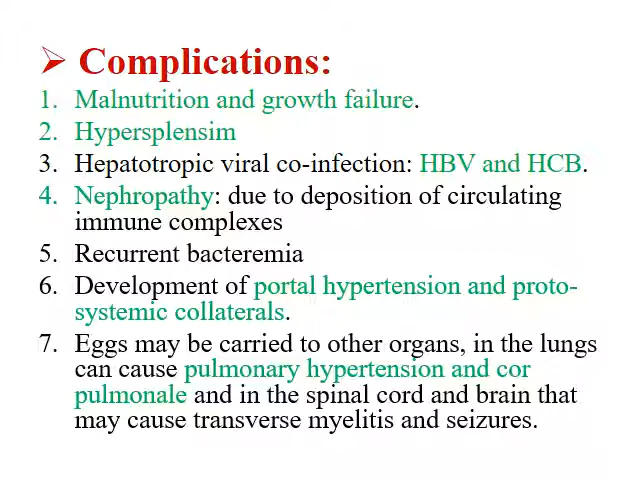 ➢ Complications:
1. Malnutrition and growth failure.
2. Hypersplensim
3. Hepatotropic viral co-infection: HBV and HCB.
4. Nephropathy: due to deposition of circulating
immune complexes
5. Recurrent bacteremia
6. Development of portal hypertension and proto-
systemic collaterals.
7. Eggs may be carried to other organs, in the lungs
can cause pulmonary hypertension and cor
pulmonale and in the spinal cord and brain that
may cause transverse myelitis and seizures.